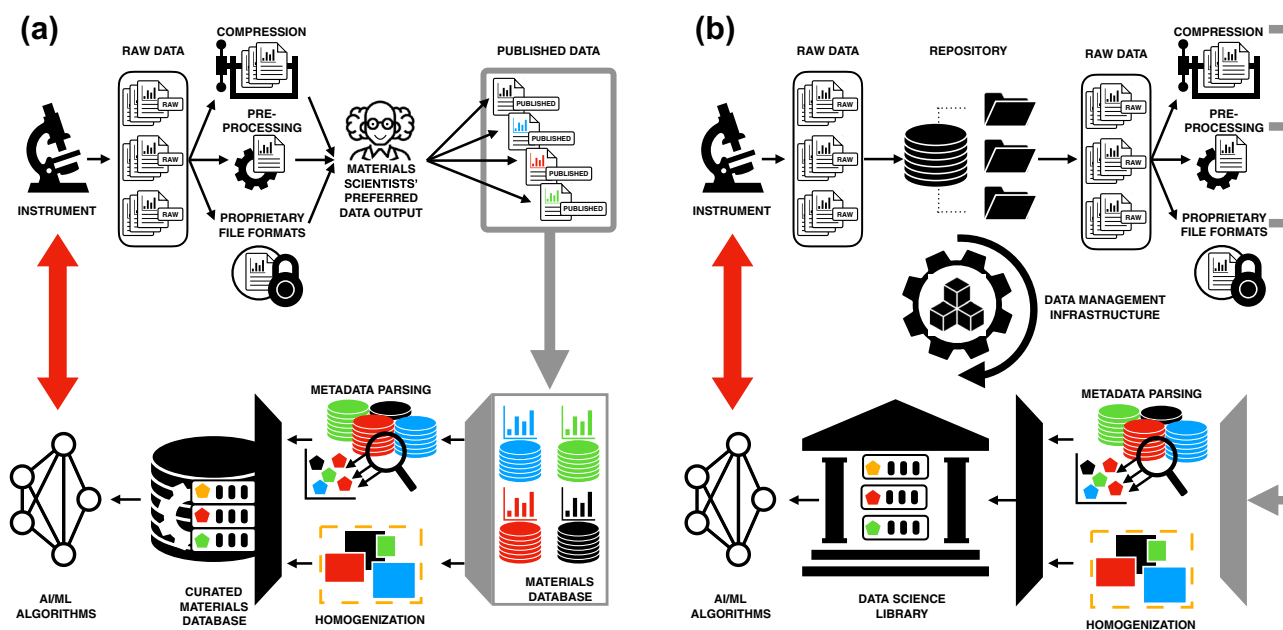 (a)
RAW DATA
COMPRESSION
PUBLISHED DATA
RAW
RAW
RAW
PRE-
PROCESSING
PROPRIETARY
FILE FORMATS
INSTRUMENT
MATERIALS
SCIENTISTS'
PREFERRED
DATA OUTPUT
PUBLISHED
PUBLISHED
PUBLISHED
PUBLISHED
METADATA PARSING
AI/ML
ALGORITHMS
CURATED
MATERIALS
DATABASE
HOMOGENIZATION
MATERIALS
DATABASE
(b)
RAW DATA
REPOSITORY
RAW DATA
COMPRESSION
RAW
RAW
RAW
RAW
RAW
RAW
PRE-
PROCESSING
PROPRIETARY
FILE FORMATS
INSTRUMENT
DATA MANAGEMENT
INFRASTRUCTURE
METADATA PARSING
AI/ML
ALGORITHMS
DATA SCIENCE
LIBRARY
HOMOGENIZATION